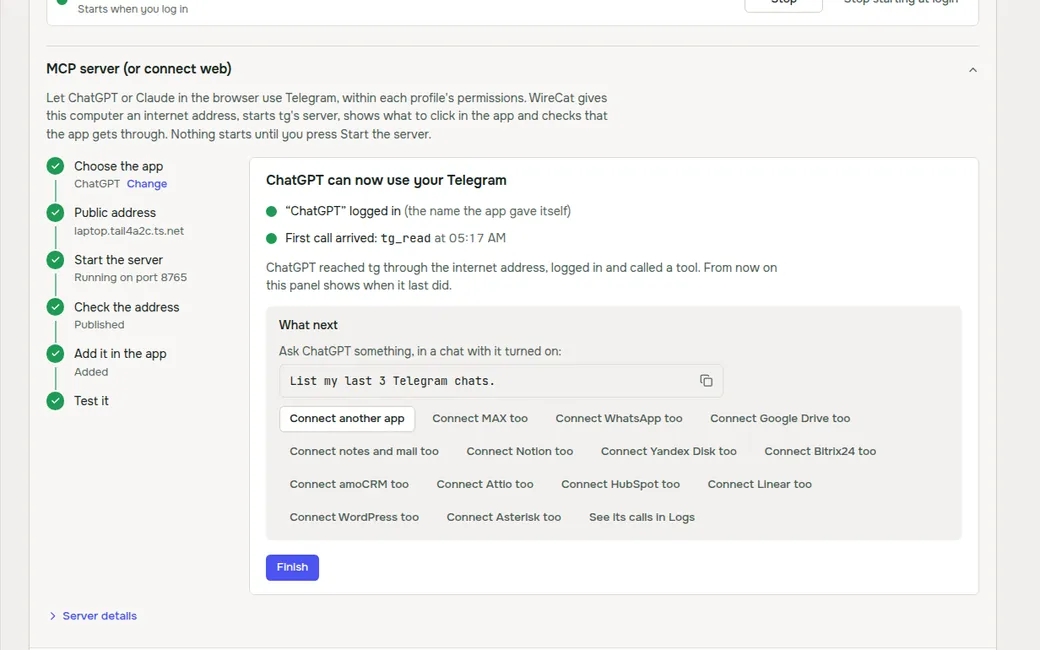 Starts when you log in
Stop
Stop starting at login
MCP server (or connect web)
Let ChatGPT or Claude in the browser use Telegram, within each profile's permissions. WireCat gives
this computer an internet address, starts tg's server, shows what to click in the app and checks that
the app gets through. Nothing starts until you press Start the server.
Choose the app
ChatGPT Change
Public address
laptop.tail4a2c.ts.net
Start the server
Running on port 8765
Check the address
Published
Add it in the app
Added
Test it
ChatGPT can now use your Telegram
“ChatGPT” logged in (the name the app gave itself)
First call arrived: tg_read at 05:17 AM
ChatGPT reached tg through the internet address, logged in and called a tool. From now on
this panel shows when it last did.
What next
Ask ChatGPT something, in a chat with it turned on:
List my last 3 Telegram chats.
Connect another app Connect MAX too Connect WhatsApp too Connect Google Drive too
Connect notes and mail too Connect Notion too Connect Yandex Disk too Connect Bitrix24 too
Connect amoCRM too Connect Attio too Connect HubSpot too Connect Linear too
Connect WordPress too Connect Asterisk too See its calls in Logs
Finish
Server details